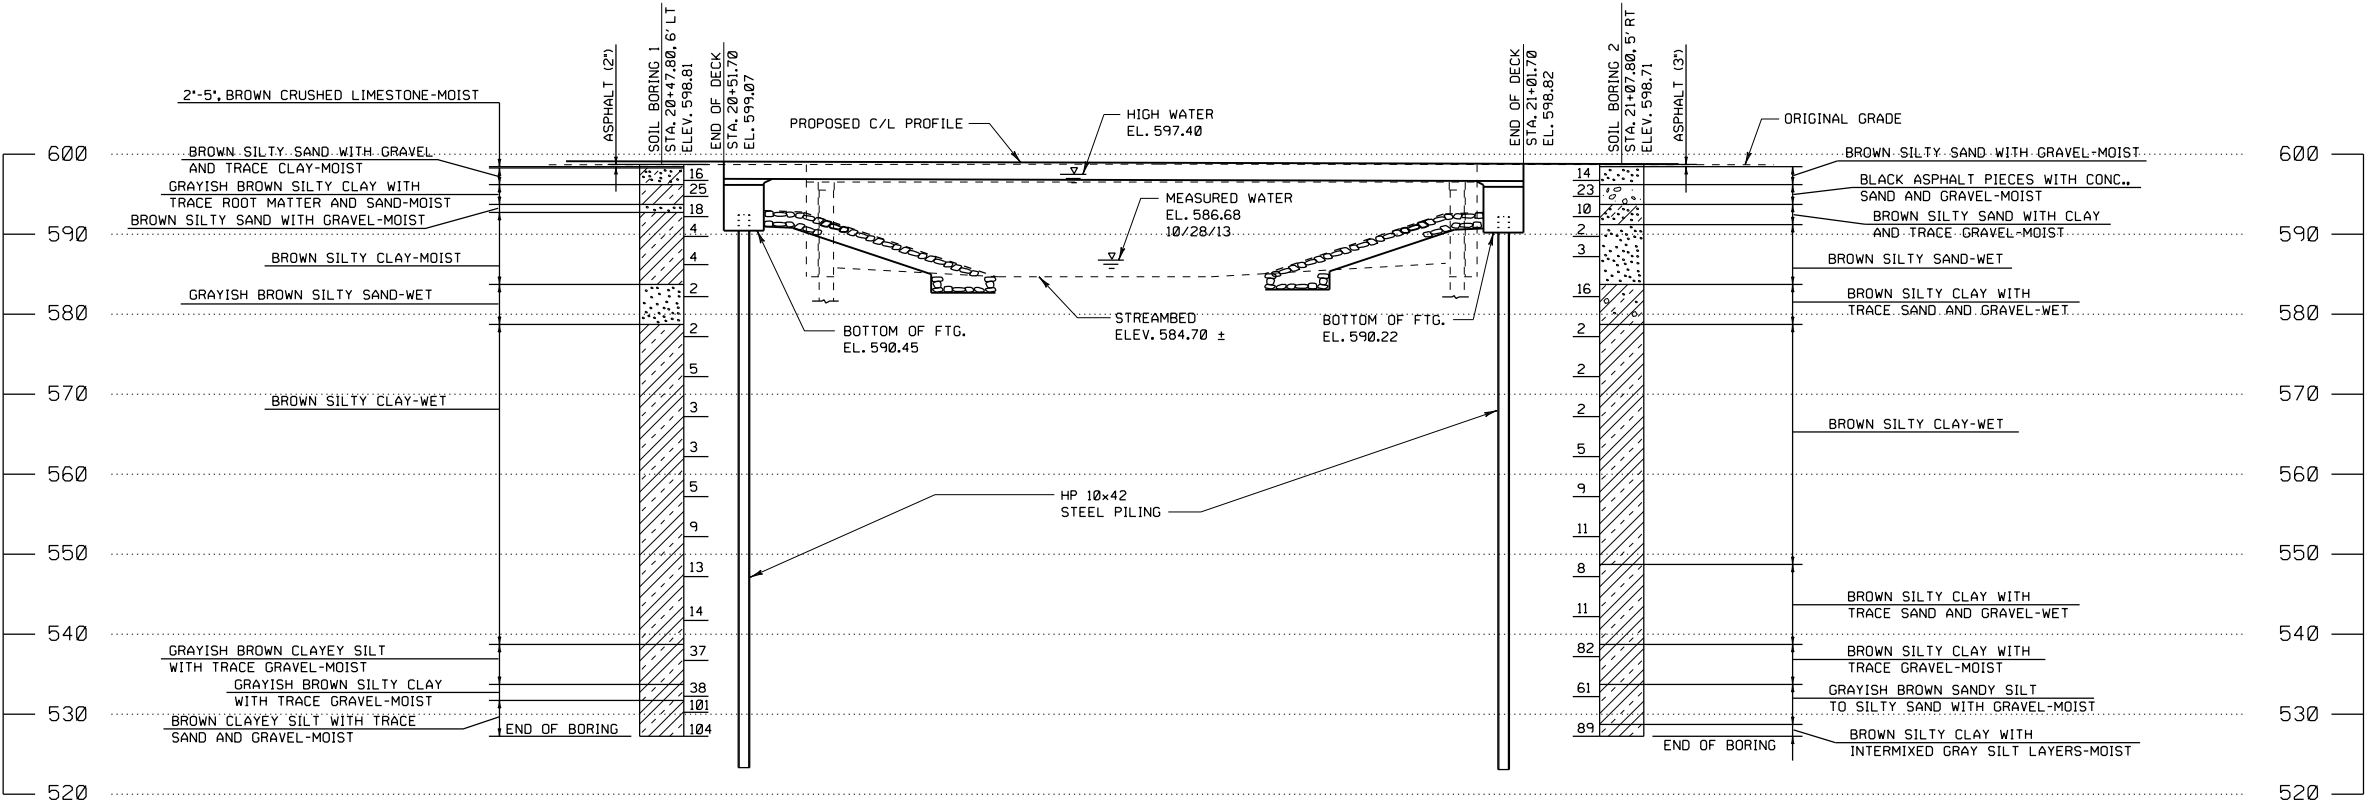 2"-5", BROWN CRUSHED LIMESTONE-MOIST
BROWN SILTY SAND WITH GRAVEL
AND TRACE CLAY-MOIST
GRAYISH BROWN SILTY CLAY WITH
TRACE ROOT MATTER AND SAND-MOIST
BROWN SILTY SAND WITH GRAVEL-MOIST
BROWN SILTY CLAY-MOIST
GRAYISH BROWN SILTY SAND-WET
BROWN SILTY CLAY-WET
GRAYISH BROWN CLAYEY SILT
WITH TRACE GRAVEL-MOIST
GRAYISH BROWN SILTY CLAY
WITH TRACE GRAVEL-MOIST
BROWN CLAYEY SILT WITH TRACE
SAND AND GRAVEL-MOIST
END OF BORING
600
590
580
570
560
550
540
530
520
ASPHALT (2")
SOIL BORING 1
STA. 20+47.80, 6' LT
ELEV. 598.81
END OF DECK
STA. 20+51.70
EL. 599.07
16
25
18
4
4
2
2
5
3
3
5
9
13
14
37
38
101
104
PROPOSED C/L PROFILE
HIGH WATER
EL. 597.40
MEASURED WATER
EL. 586.68
10/28/13
STREAMBED
ELEV. 584.70 ±
BOTTOM OF FTG.
EL. 590.45
BOTTOM OF FTG.
EL. 590.22
HP 10x42
STEEL PILING
END OF DECK
STA. 21+01.70
EL. 598.82
SOIL BORING 2
STA. 21+07.80, 5' RT
ELEV. 598.71
ASPHALT (3")
14
23
10
2
3
16
2
2
2
5
9
11
8
11
82
61
89
ORIGINAL GRADE
BROWN SILTY SAND WITH GRAVEL-MOIST
BLACK ASPHALT PIECES WITH CONC.,
SAND AND GRAVEL-MOIST
BROWN SILTY SAND WITH CLAY
AND TRACE GRAVEL-MOIST
BROWN SILTY SAND-WET
BROWN SILTY CLAY WITH
TRACE SAND AND GRAVEL-WET
BROWN SILTY CLAY-WET
BROWN SILTY CLAY WITH
TRACE SAND AND GRAVEL-WET
BROWN SILTY CLAY WITH
TRACE GRAVEL-MOIST
GRAYISH BROWN SANDY SILT
TO SILTY SAND WITH GRAVEL-MOIST
BROWN SILTY CLAY WITH
INTERMIXED GRAY SILT LAYERS-MOIST
END OF BORING
600
590
580
570
560
550
540
530
520